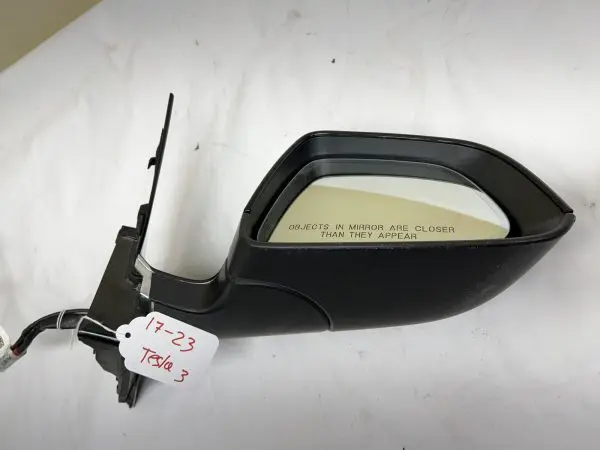 OBJECTS IN MIRROR ARE CLOSER
THAN THEY APPEAR
17-23
Tesla
3